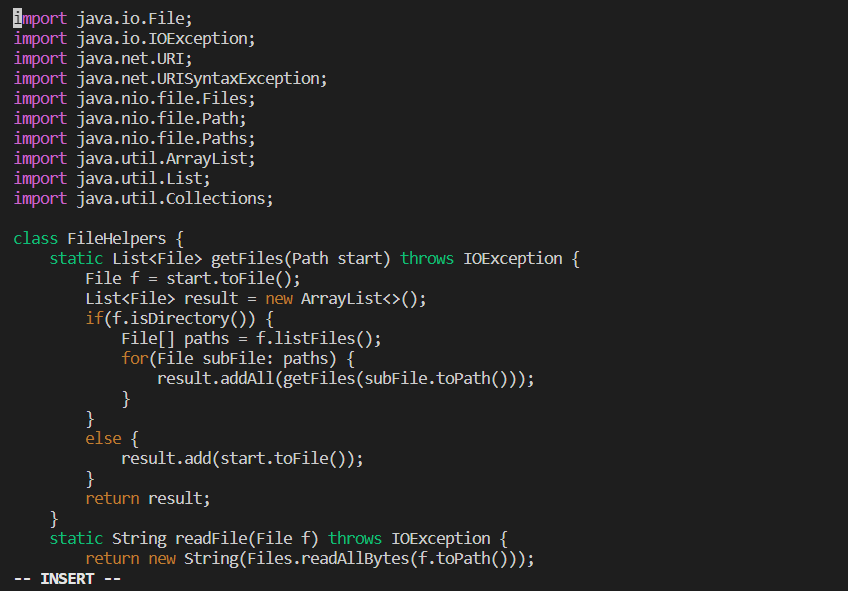 import java.io.File;
import java.io.IOException;
import java.net.URI;
import java.net.URISyntaxException;
import java.nio.file.Files;
import java.nio.file.Path;
import java.nio.file.Paths;
import java.util.ArrayList;
import java.util.List;
import java.util.Collections;

class FileHelpers {
    static List<File> getFiles(Path start) throws IOException {
        File f = start.toFile();
        List<File> result = new ArrayList<>();
        if(f.isDirectory()) {
            File[] paths = f.listFiles();
            for(File subFile: paths) {
                result.addAll(getFiles(subFile.toPath()));
            }
        }
        else {
            result.add(start.toFile());
        }
        return result;
    }
    static String readFile(File f) throws IOException {
        return new String(Files.readAllBytes(f.toPath()));
-- INSERT --